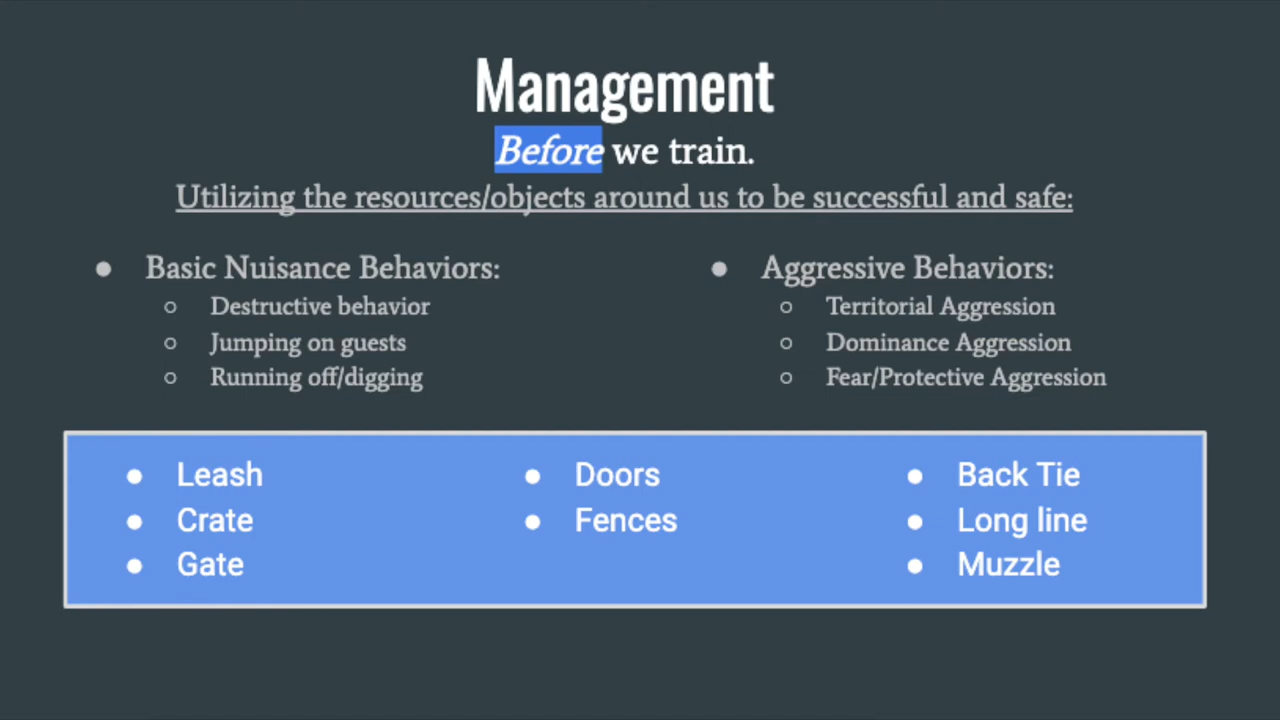 Management
Before we train.
Utilizing the resources/objects around us to be successful and safe:
● Basic Nuisance Behaviors:
○ Destructive behavior
○ Jumping on guests
○ Running off/digging
● Aggressive Behaviors:
○ Territorial Aggression
○ Dominance Aggression
○ Fear/Protective Aggression
● Leash
● Crate
● Gate
● Doors
● Fences
● Back Tie
● Long line
● Muzzle